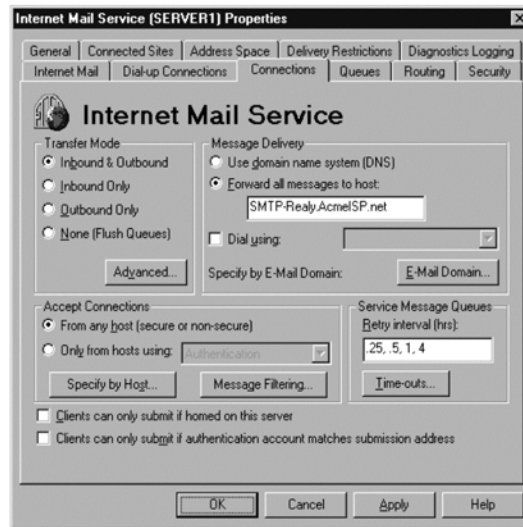 Internet Mail Service (SERVER1) Properties
General Connected Sites Address Space Delivery Restrictions Diagnostics Logging
Internet Mail Dial-up Connections Connections Queues Routing Security
Internet Mail Service
Transfer Mode
Inbound & Outbound
Inbound Only
Outbound Only
None (Flush Queues)
Advanced...
Message Delivery
Use domain name system (DNS)
Forward all messages to host:
SMTP-Realy.AcmeISP.net
Dial using:
Specify by E-Mail Domain: E-Mail Domain...
Accept Connections
From any host (secure or non-secure)
Only from hosts using: Authentication
Specify by Host... Message Filtering...
Service Message Queues
Retry interval (hrs):
.25, .5, 1, 4
Time-outs...
Clients can only submit if homed on this server
Clients can only submit if authentication account matches submission address
OK Cancel Apply Help